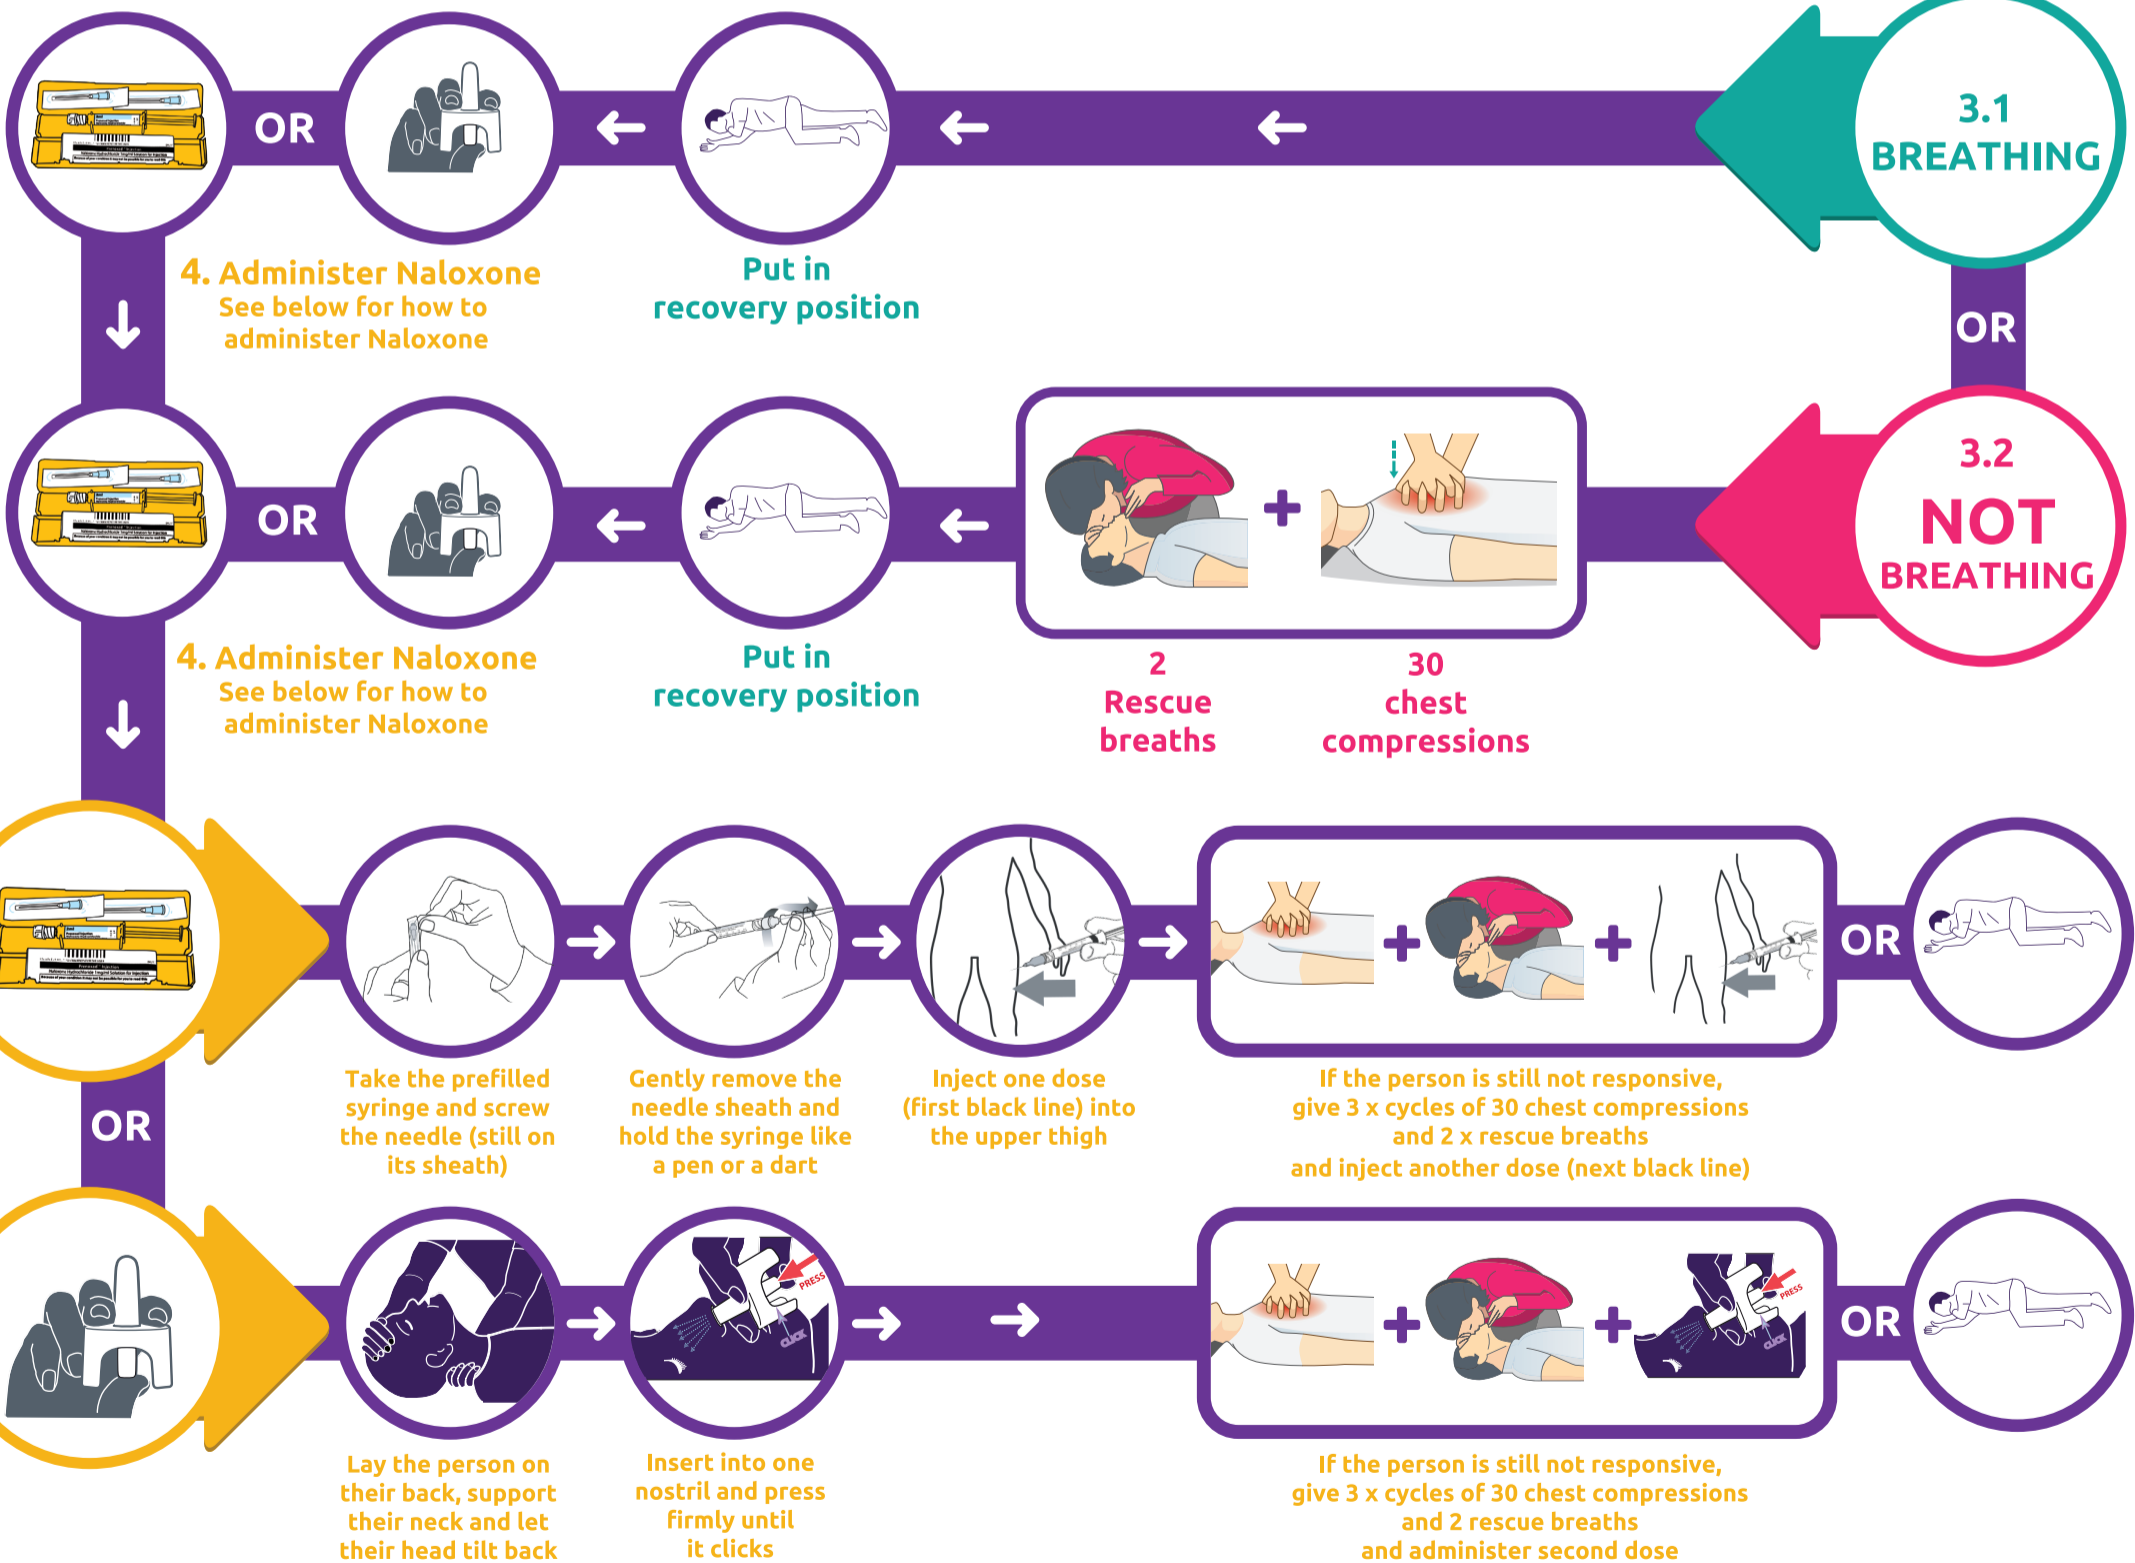 3.1
BREATHING
OR
4. Administer Naloxone
See below for how to
administer Naloxone
Put in
recovery position
OR
3.2
NOT
BREATHING
OR
4. Administer Naloxone
See below for how to
administer Naloxone
Put in
recovery position
2
Rescue
breaths
30
chest
compressions
OR
Take the prefilled
syringe and screw
the needle (still on
its sheath)
Gently remove the
needle sheath and
hold the syringe like
a pen or a dart
Inject one dose
(first black line) into
the upper thigh
If the person is still not responsive,
give 3 x cycles of 30 chest compressions
and 2 x rescue breaths
and inject another dose (next black line)
OR
PRESS
CLICK
PRESS
CLICK
OR
Lay the person on
their back, support
their neck and let
their head tilt back
Insert into one
nostril and press
firmly until
it clicks
If the person is still not responsive,
give 3 x cycles of 30 chest compressions
and 2 rescue breaths
and administer second dose